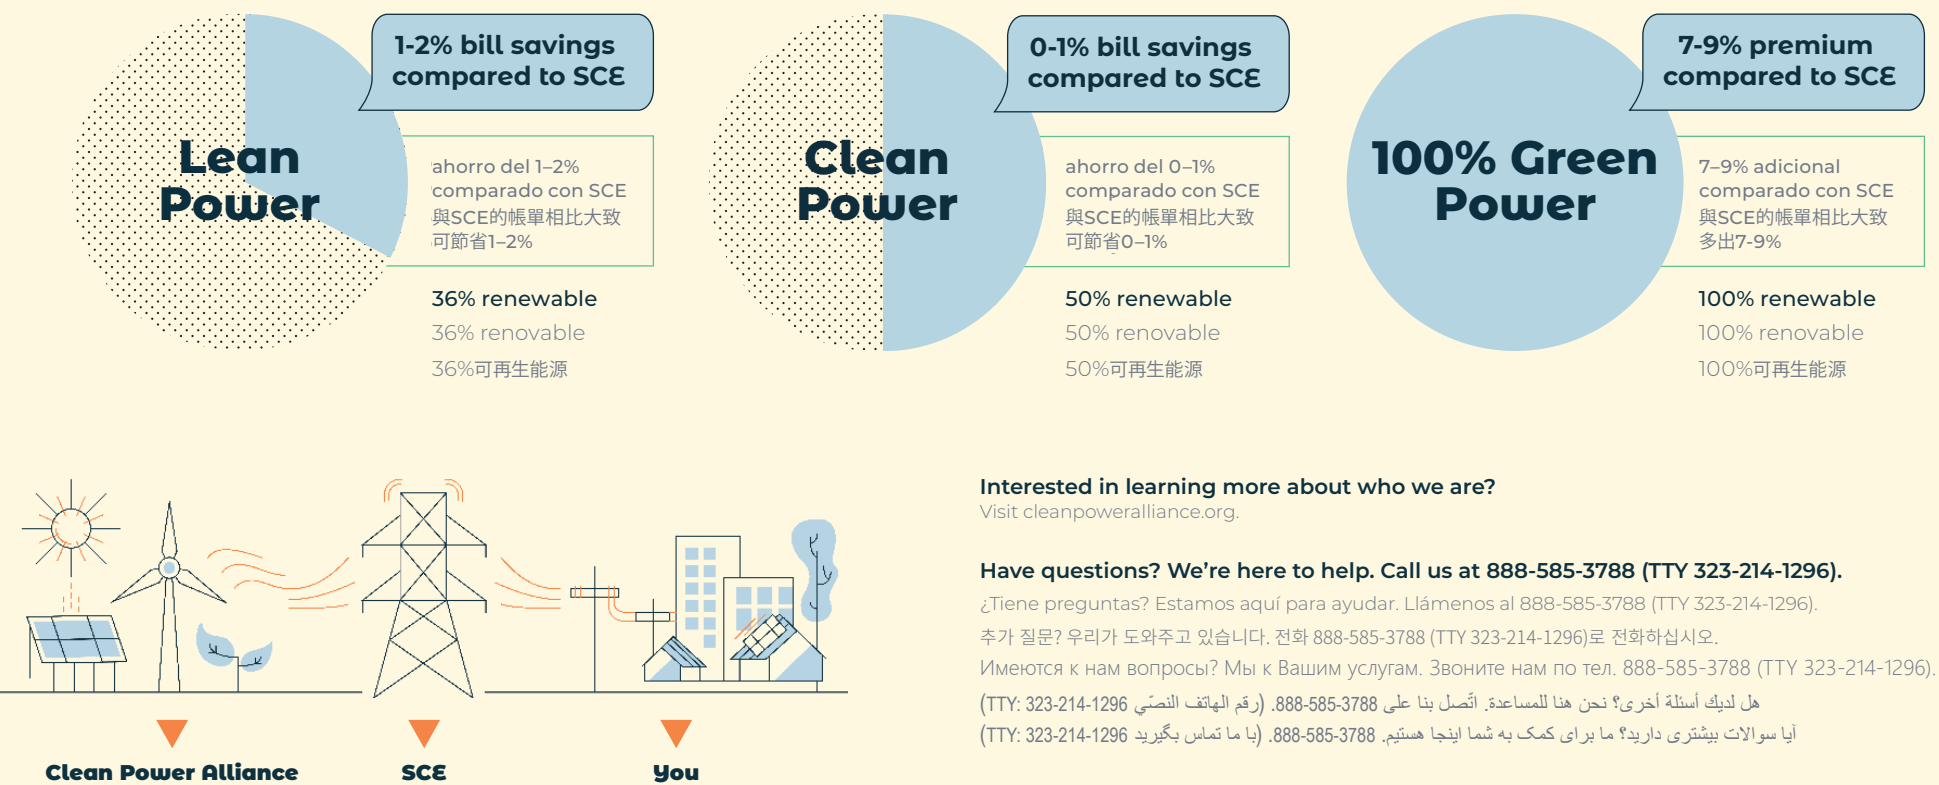 Lean
Power
1-2% bill savings
compared to SCE
ahorro del 1–2%
comparado con SCE
與SCE的帳單相比大致
可節省1–2%
36% renewable
36% renovable
36%可再生能源
Clean
Power
0-1% bill savings
compared to SCE
ahorro del 0–1%
comparado con SCE
與SCE的帳單相比大致
可節省0–1%
50% renewable
50% renovable
50%可再生能源
100% Green
Power
7-9% premium
compared to SCE
7–9% adicional
comparado con SCE
與SCE的帳單相比大致
多出7-9%
100% renewable
100% renovable
100%可再生能源
Clean Power Alliance
SCE
You
Interested in learning more about who we are?
Visit cleanpoweralliance.org.
Have questions? We’re here to help. Call us at 888-585-3788 (TTY 323-214-1296).
¿Tiene preguntas? Estamos aquí para ayudar. Llámenos al 888-585-3788 (TTY 323-214-1296).
추가 질문? 우리가 도와주고 있습니다. 전화 888-585-3788 (TTY 323-214-1296)로 전화하십시오.
Имеются к нам вопросы? Мы к Вашим услугам. Звоните нам по тел. 888-585-3788 (TTY 323-214-1296).
هل لديك أسئلة أخرى؟ نحن هنا للمساعدة. اتّصل بنا على 888-585-3788. (رقم الهاتف النصّي TTY: 323-214-1296)
آیا سوالات بیشتری دارید؟ ما برای کمک به شما اینجا هستیم. 888-585-3788. (با ما تماس بگیرید TTY: 323-214-1296)